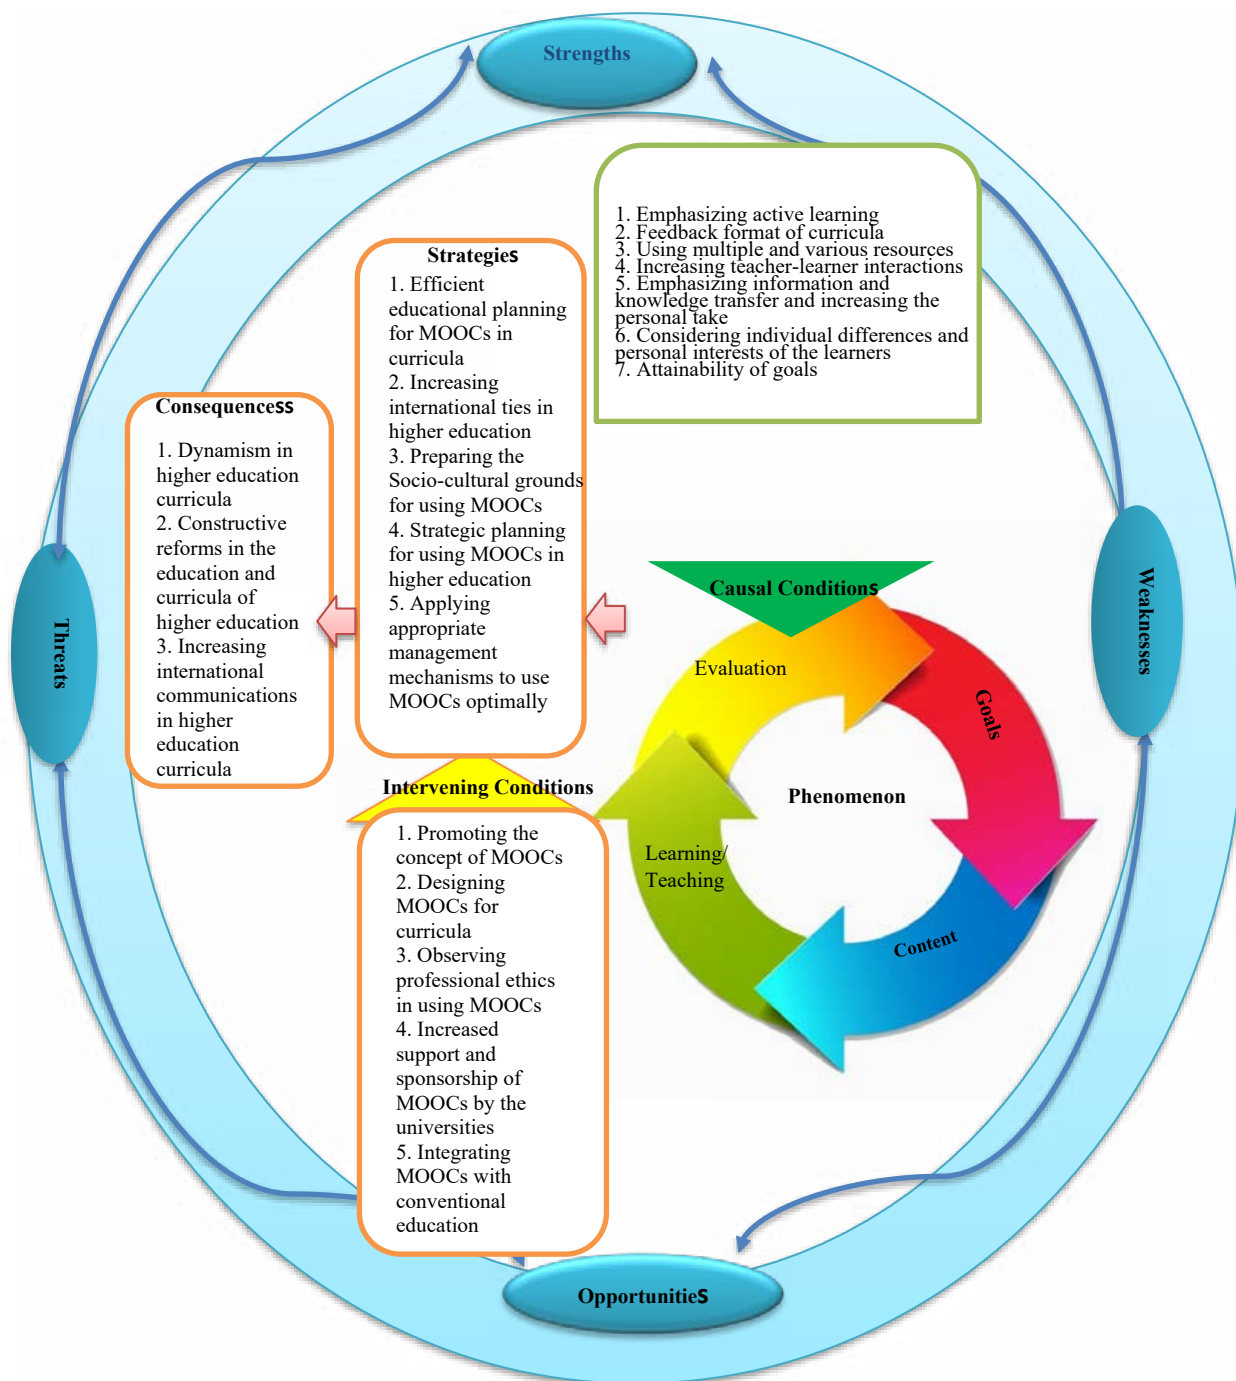 Strengths
1. Emphasizing active learning
2. Feedback format of curricula
3. Using multiple and various resources
4. Increasing teacher-learner interactions
5. Emphasizing information and
knowledge transfer and increasing the
personal take
6. Considering individual differences and
personal interests of the learners
7. Attainability of goals
Strategies
1. Efficient
educational planning
for MOOCs in
curricula
2. Increasing
international ties in
higher education
3. Preparing the
Socio-cultural grounds
for using MOOCs
4. Strategic planning
for using MOOCs in
higher education
5. Applying
appropriate
management
mechanisms to use
MOOCs optimally
Consequencess
1. Dynamism in
higher education
curricula
2. Constructive
reforms in the
education and
curricula of
higher education
3. Increasing
international
communications
in higher
education
curricula
Threats
Weaknesses
Causal Conditions
Evaluation
Goals
Phenomenon
Learning/
Teaching
Content
Intervening Conditions
1. Promoting the
concept of MOOCs
2. Designing
MOOCs for
curricula
3. Observing
professional ethics
in using MOOCs
4. Increased
support and
sponsorship of
MOOCs by the
universities
5. Integrating
MOOCs with
conventional
education
Opportunities